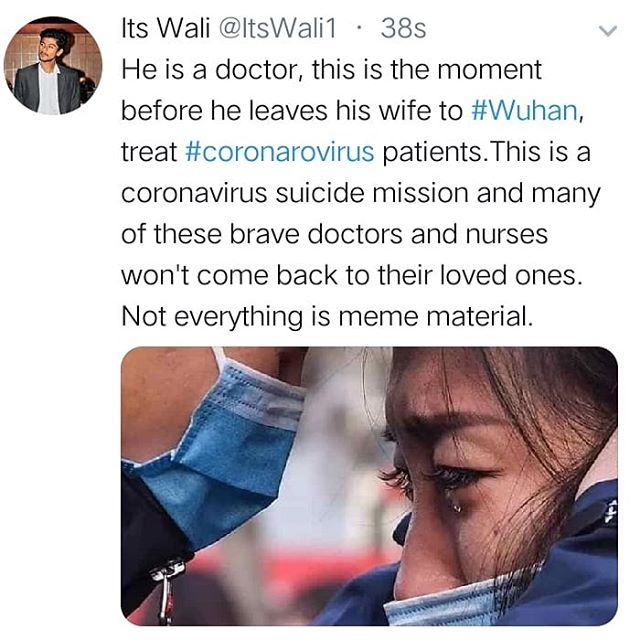 Its Wali @ItsWali1 · 38s
He is a doctor, this is the moment
before he leaves his wife to #Wuhan,
treat #coronarovirus patients.This is a
coronavirus suicide mission and many
of these brave doctors and nurses
won't come back to their loved ones.
Not everything is meme material.